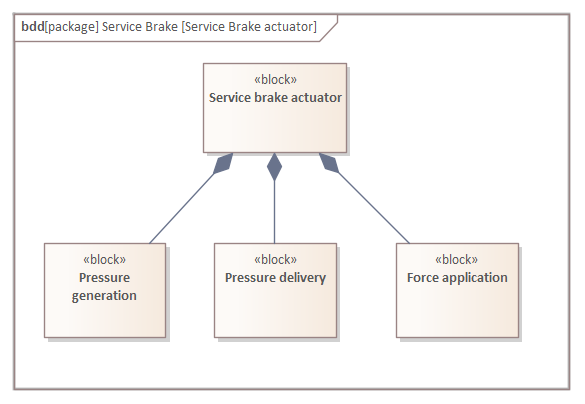 bdd[package] Service Brake [Service Brake actuator]
«block»
Service brake actuator
«block»
Pressure
generation
«block»
Pressure delivery
«block»
Force application